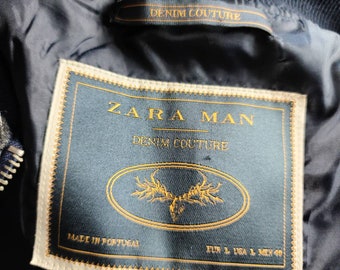 DENIM COUTURE
ZARA MAN
DENIM COUTURE
MADE IN PORTUGAL
EUR L USA L MEX 40